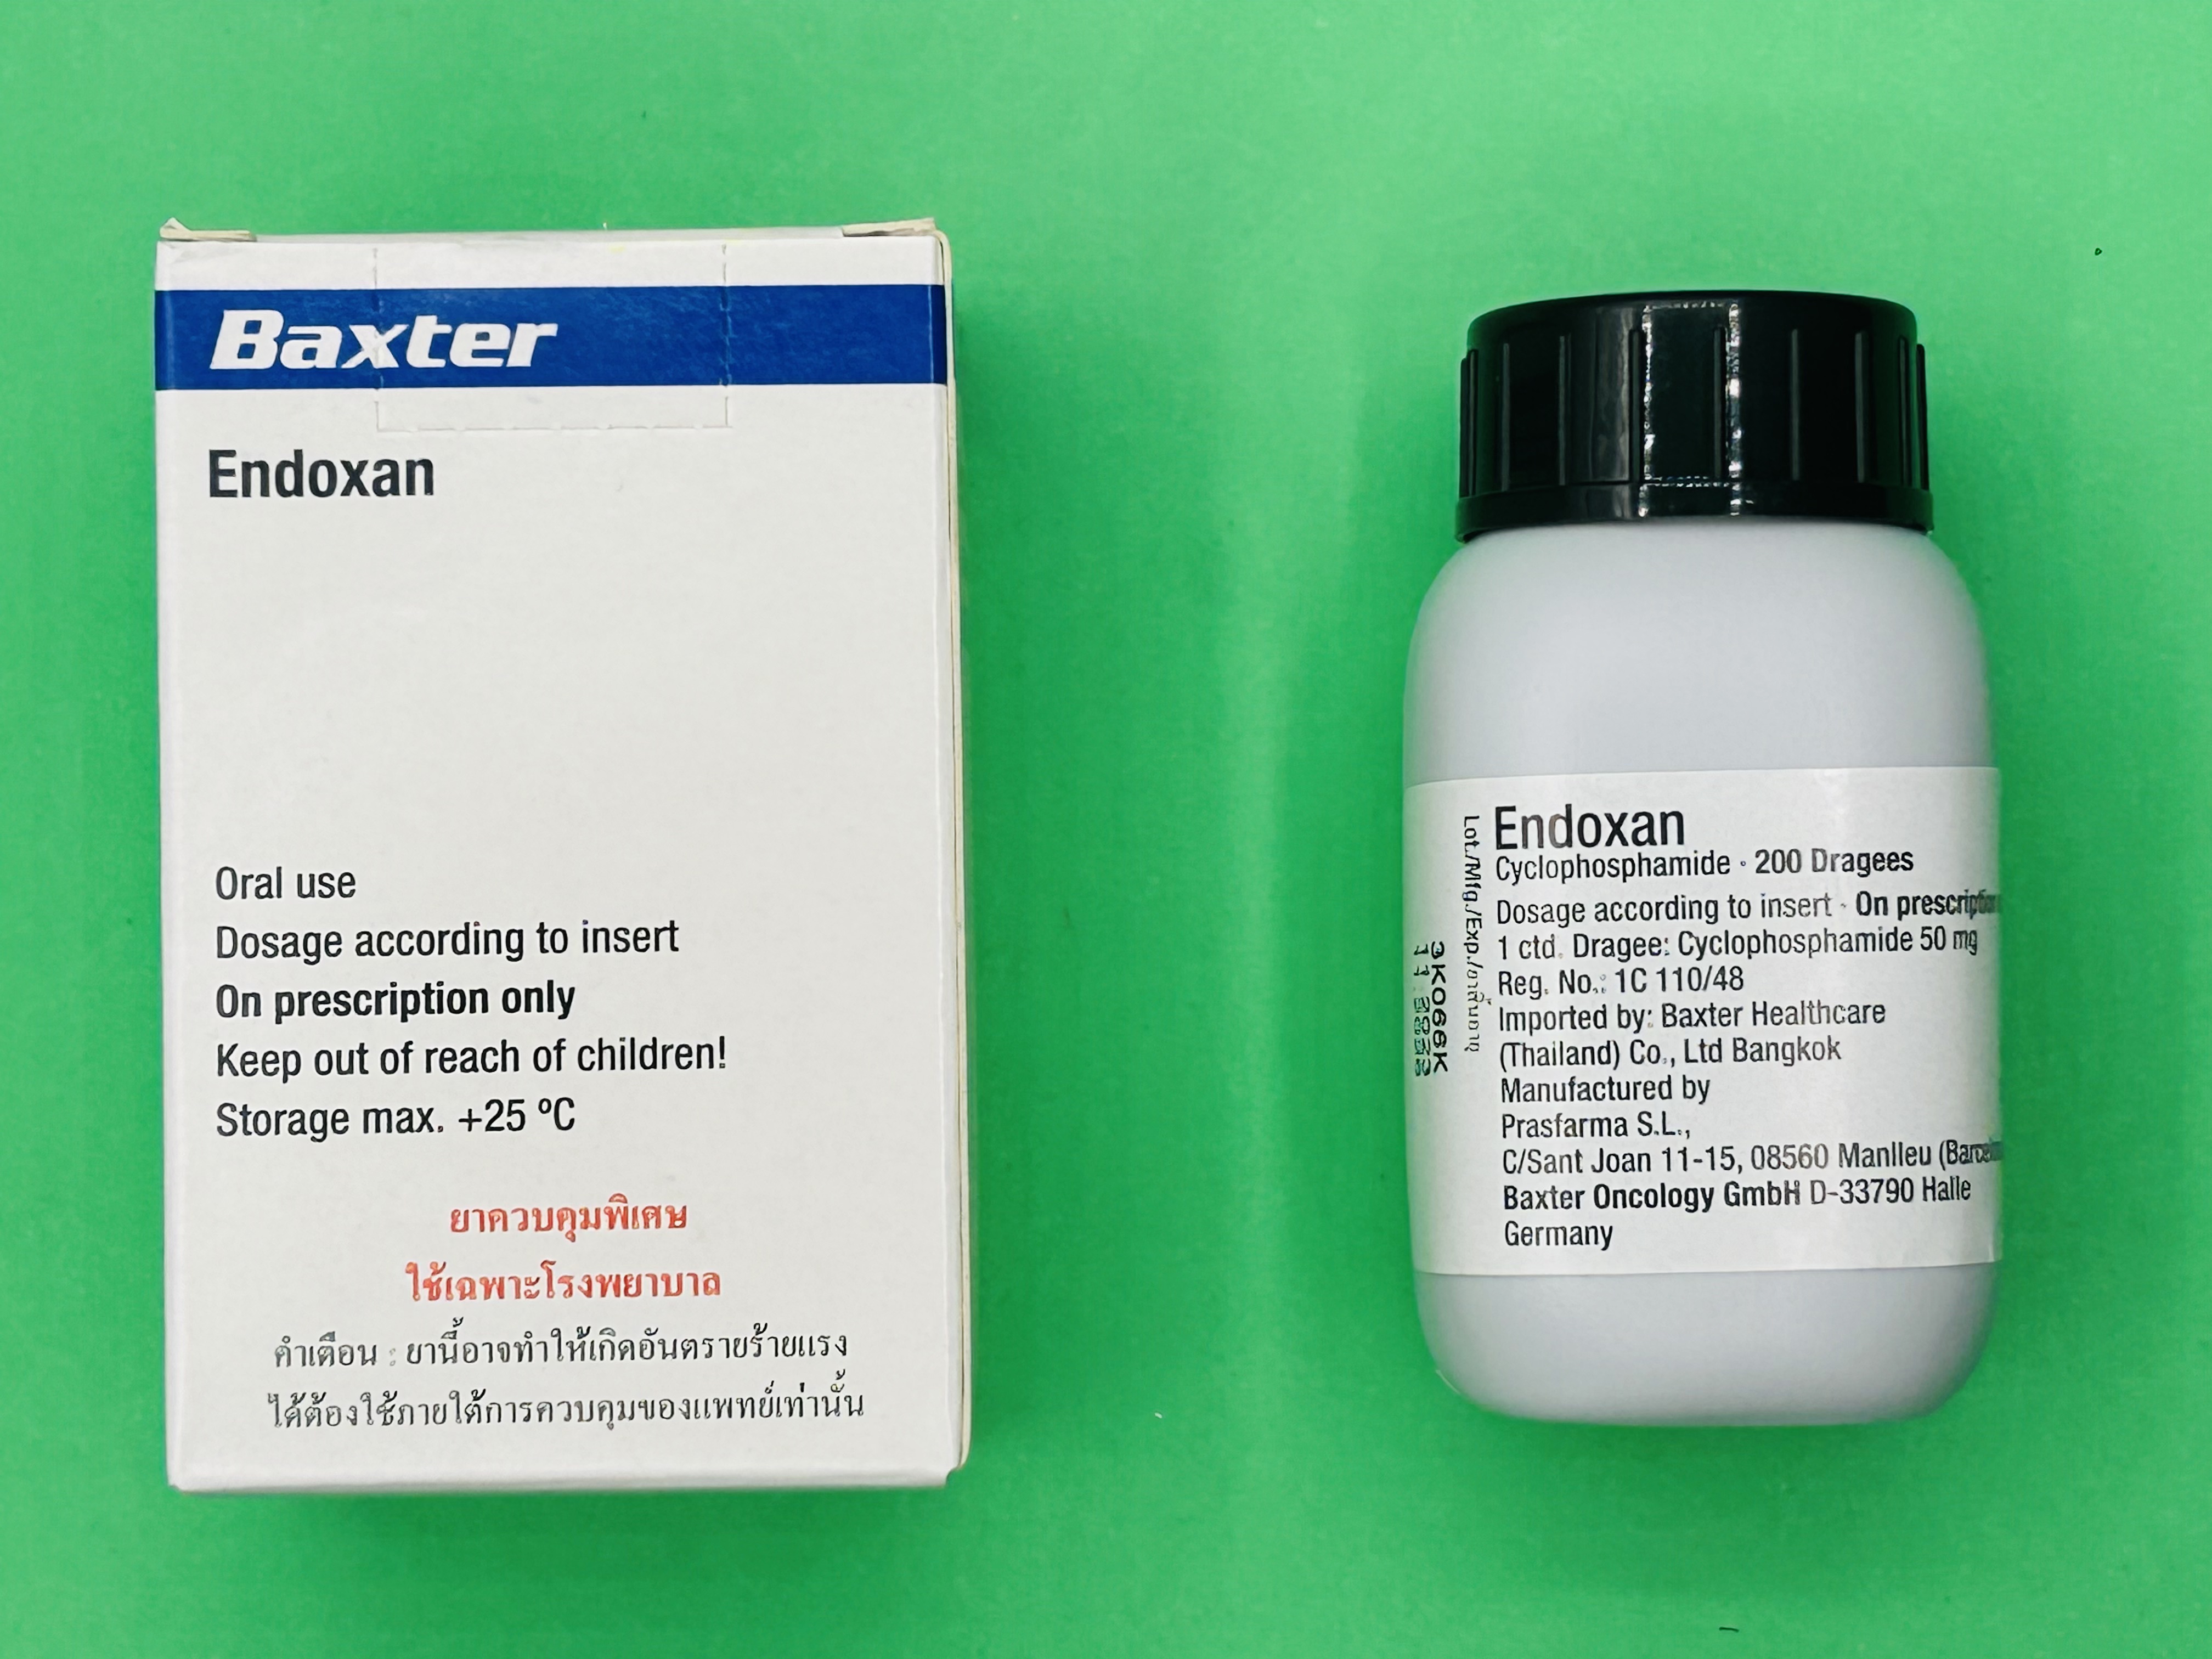 Baxter
Endoxan
Oral use
Dosage according to insert
On prescription only
Keep out of reach of children!
Storage max. +25 ºC
ยาควบคุมพิเศษ
ใช้เฉพาะโรงพยาบาล
คำเตือน : ยานี้อาจทำให้เกิดอันตรายร้ายแรง
ได้ต้องใช้ภายใต้การควบคุมของแพทย์เท่านั้น
Endoxan
Cyclophosphamide · 200 Dragees
Dosage according to insert · On prescription
1 ctd. Dragee: Cyclophosphamide 50 mg
Reg. No.: 1C 110/48
Imported by: Baxter Healthcare
(Thailand) Co., Ltd Bangkok
Manufactured by
Prasfarma S.L.,
C/Sant Joan 11-15, 08560 Manlleu
Baxter Oncology GmbH D-33790 Halle
Germany
Lot./Mfg./Exp./ยาสิ้นอายุ
3K066K